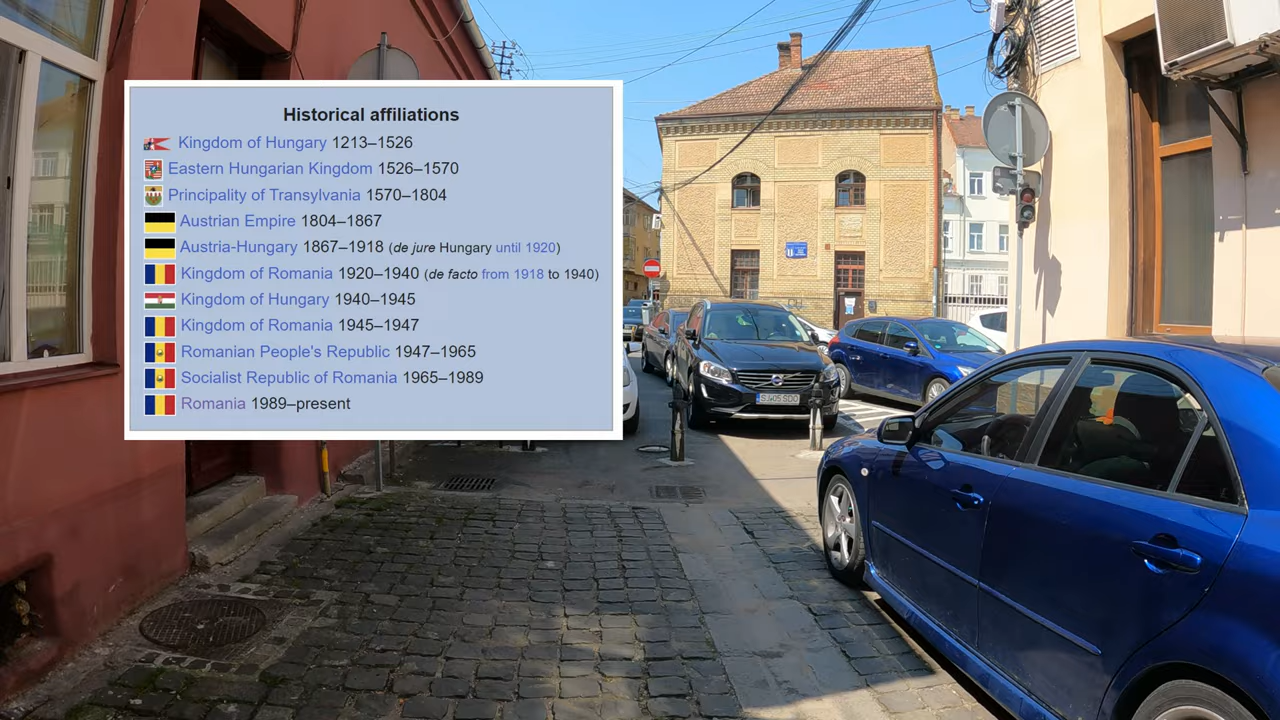 Historical affiliations
Kingdom of Hungary 1213–1526
Eastern Hungarian Kingdom 1526–1570
Principality of Transylvania 1570–1804
Austrian Empire 1804–1867
Austria-Hungary 1867–1918 (de jure Hungary until 1920)
Kingdom of Romania 1920–1940 (de facto from 1918 to 1940)
Kingdom of Hungary 1940–1945
Kingdom of Romania 1945–1947
Romanian People's Republic 1947–1965
Socialist Republic of Romania 1965–1989
Romania 1989–present
SJ 05 SDO